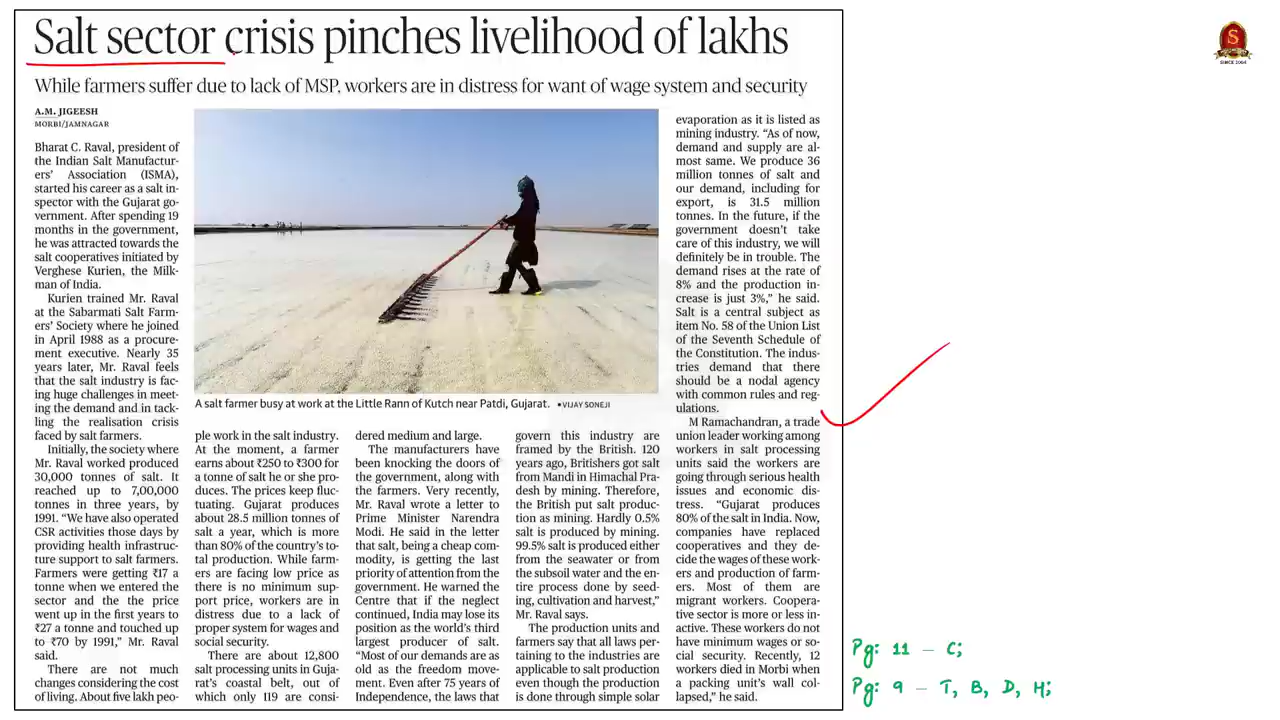 Salt sector crisis pinches livelihood of lakhs
While farmers suffer due to lack of MSP, workers are in distress for want of wage system and security
A.M. JIGEESH
MORBI/JAMNAGAR
Bharat C. Raval, president of
the Indian Salt Manufactur-
ers' Association (ISMA),
started his career as a salt in-
spector with the Gujarat go-
vernment. After spending 19
months in the government,
he was attracted towards the
salt cooperatives initiated by
Verghese Kurien, the Milk-
man of India.
Kurien trained Mr. Raval
at the Sabarmati Salt Farm-
ers' Society where he joined
in April 1988 as a procure-
ment executive. Nearly 35
years later, Mr. Raval feels
that the salt industry is fac-
ing huge challenges in meet-
ing the demand and in tack-
ling the realisation crisis
faced by salt farmers.
Initially, the society where
Mr. Raval worked produced
30,000 tonnes of salt. It
reached up to 7,00,000
tonnes in three years, by
1991. "We have also operated
CSR activities those days by
providing health infrastruc-
ture support to salt farmers.
Farmers were getting ₹17 a
tonne when we entered the
sector and the the price
went up in the first years to
₹27 a tonne and touched up
to ₹70 by 1991," Mr. Raval
said.
There are not much
changes considering the cost
of living. About five lakh peo-
A salt farmer busy at work at the Little Rann of Kutch near Patdi, Gujarat. •VIJAY SONEJI
ple work in the salt industry.
At the moment, a farmer
earns about ₹250 to ₹300 for
a tonne of salt he or she pro-
duces. The prices keep fluc-
tuating. Gujarat produces
about 28.5 million tonnes of
salt a year, which is more
than 80% of the country's to-
tal production. While farm-
ers are facing low price as
there is no minimum sup-
port price, workers are in
distress due to a lack of
proper system for wages and
social security.
There are about 12,800
salt processing units in Guja-
rat's coastal belt, out of
which only 119 are consi-
dered medium and large.
The manufacturers have
been knocking the doors of
the government, along with
the farmers. Very recently,
Mr. Raval wrote a letter to
Prime Minister Narendra
Modi. He said in the letter
that salt, being a cheap com-
modity, is getting the last
priority of attention from the
government. He warned the
Centre that if the neglect
continued, India may lose its
position as the world's third
largest producer of salt.
"Most of our demands are as
old as the freedom move-
ment. Even after 75 years of
Independence, the laws that
govern this industry are
framed by the British. 120
years ago, Britishers got salt
from Mandi in Himachal Pra-
desh by mining. Therefore,
the British put salt produc-
tion as mining. Hardly 0.5%
salt is produced by mining.
99.5% salt is produced either
from the seawater or from
the subsoil water and the en-
tire process done by seed-
ing, cultivation and harvest,"
Mr. Raval says.
The production units and
farmers say that all laws per-
taining to the industries are
applicable to salt production
even though the production
is done through simple solar
evaporation as it is listed as
mining industry. "As of now,
demand and supply are al-
most same. We produce 36
million tonnes of salt and
our demand, including for
export, is 31.5 million
tonnes. In the future, if the
government doesn't take
care of this industry, we will
definitely be in trouble. The
demand rises at the rate of
8% and the production in-
crease is just 3%," he said.
Salt is a central subject as
item No. 58 of the Union List
of the Seventh Schedule of
the Constitution. The indus-
tries demand that there
should be a nodal agency
with common rules and reg-
ulations.
M Ramachandran, a trade
union leader working among
workers in salt processing
units said the workers are
going through serious health
issues and economic dis-
tress. "Gujarat produces
80% of the salt in India. Now,
companies have replaced
cooperatives and they de-
cide the wages of these work-
ers and production of farm-
ers. Most of them are
migrant workers. Coopera-
tive sector is more or less in-
active. These workers do not
have minimum wages or so-
cial security. Recently, 12
workers died in Morbi when
a packing unit's wall col-
lapsed," he said.
S
SINCE 2004
Pg: 11 – C;
Pg: 9 – T, B, D, H;